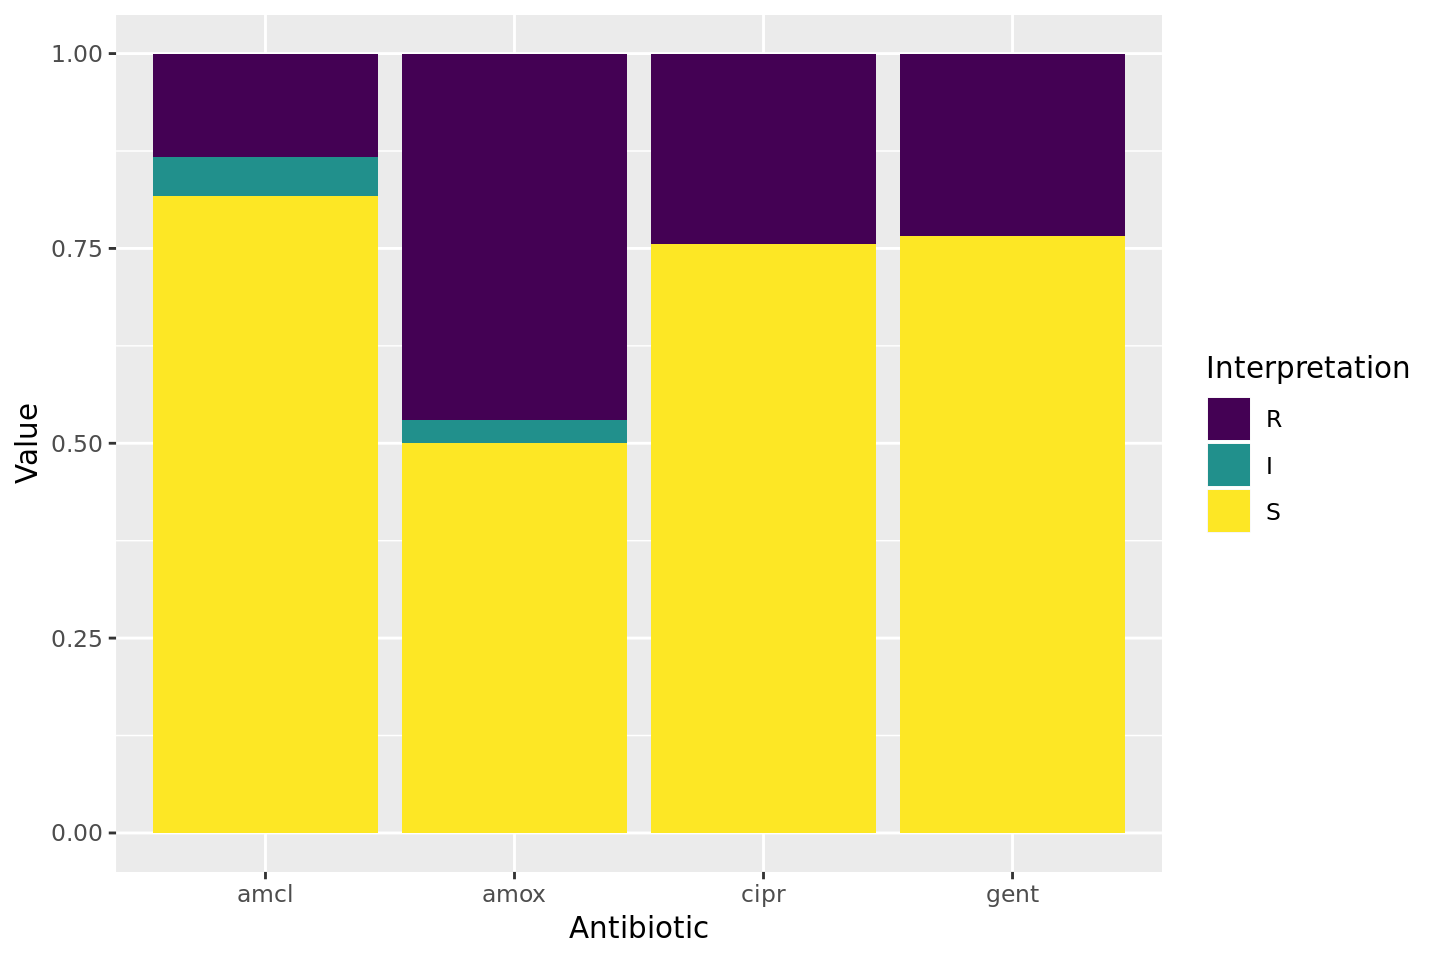 1.00
0.75
0.50
0.25
0.00
Value
amcl amox cipr gent
Antibiotic
Interpretation
R
I
S